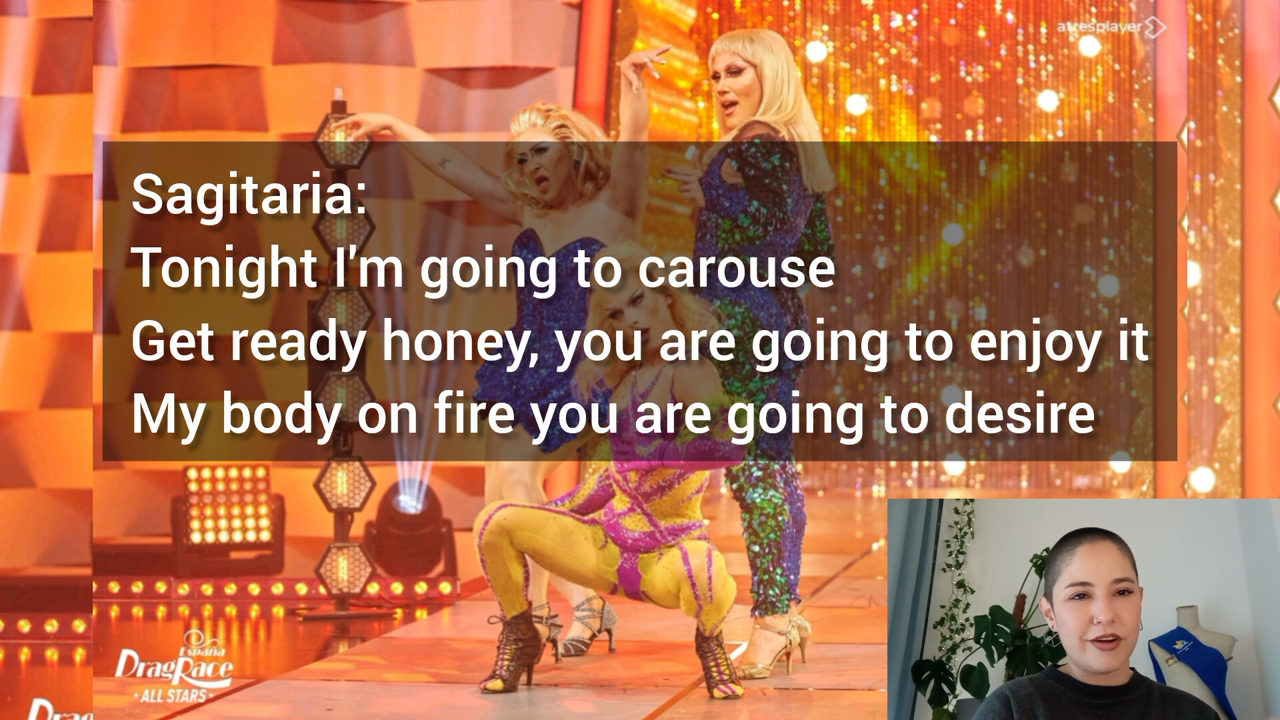 atresplayer
Sagitaria:
Tonight I'm going to carouse
Get ready honey, you are going to enjoy it
My body on fire you are going to desire
España
DragRace
• ALL STARS •
Drag